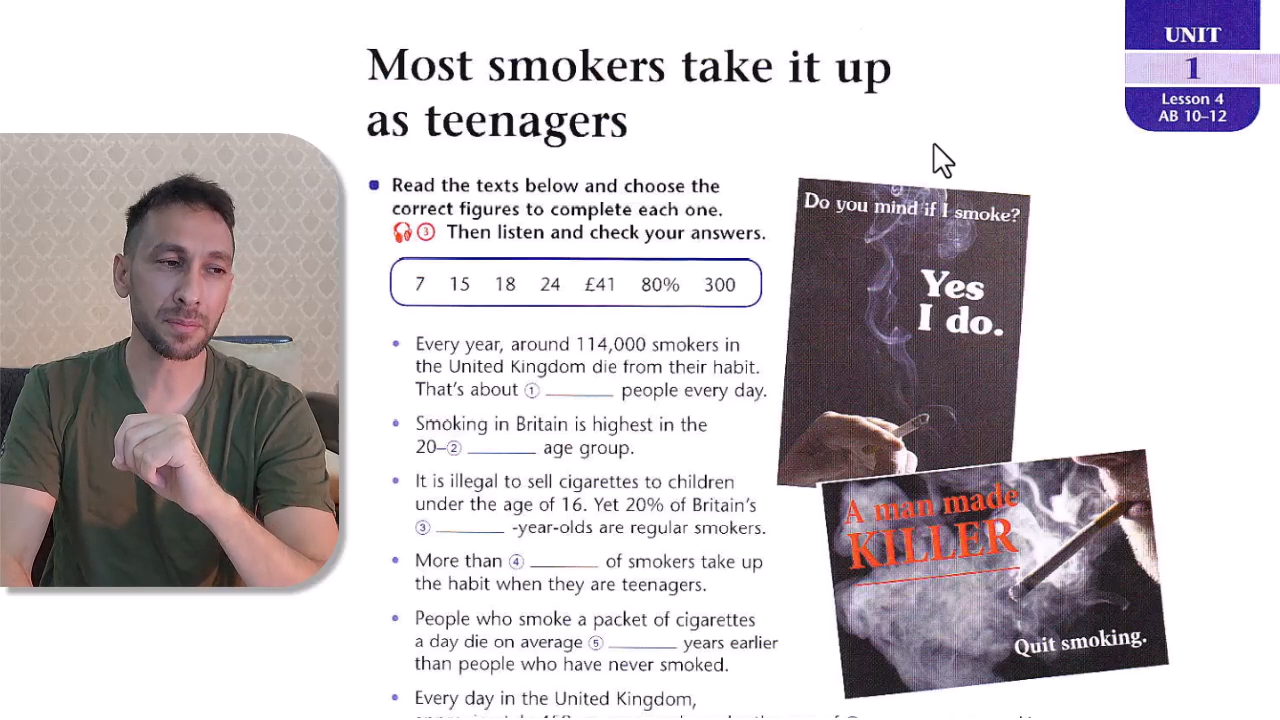 UNIT
1
Lesson 4
AB 10–12
Most smokers take it up
as teenagers
Read the texts below and choose the
correct figures to complete each one.
③ Then listen and check your answers.
7 15 18 24 £41 80% 300
• Every year, around 114,000 smokers in
the United Kingdom die from their habit.
That's about ① ______ people every day.
• Smoking in Britain is highest in the
20–② ______ age group.
• It is illegal to sell cigarettes to children
under the age of 16. Yet 20% of Britain's
③ ______ -year-olds are regular smokers.
• More than ④ ______ of smokers take up
the habit when they are teenagers.
• People who smoke a packet of cigarettes
a day die on average ⑤ ______ years earlier
than people who have never smoked.
• Every day in the United Kingdom,
Do you mind if I smoke?
Yes
I do.
A man made
KILLER
Quit smoking.